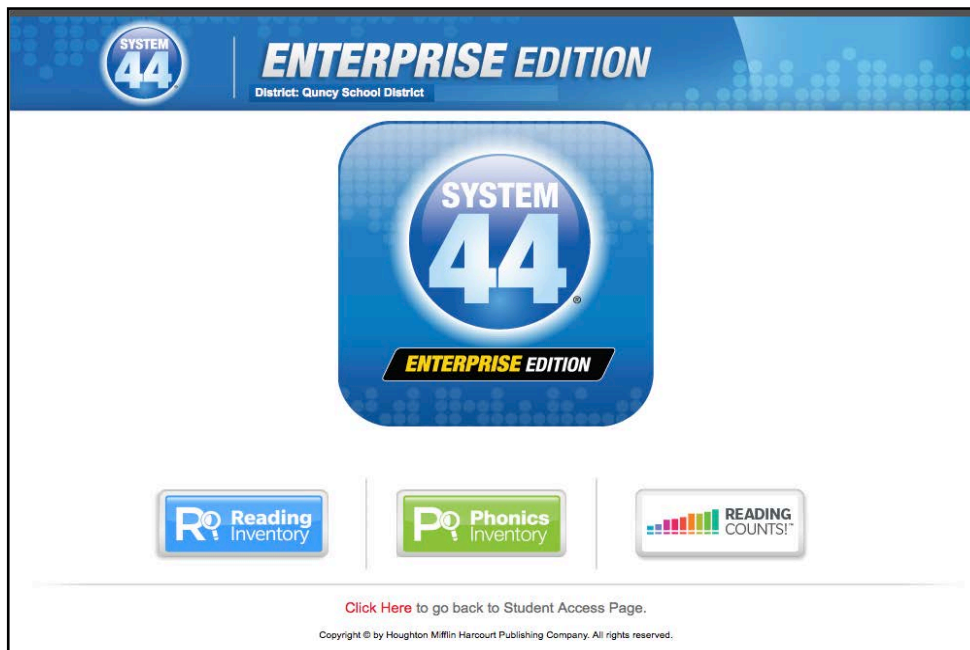 SYSTEM
44
ENTERPRISE EDITION
District: Quncy School District
SYSTEM
44®
ENTERPRISE EDITION
Reading
Inventory
Phonics
Inventory
READING
COUNTS!™
Click Here to go back to Student Access Page.
Copyright © by Houghton Mifflin Harcourt Publishing Company. All rights reserved.